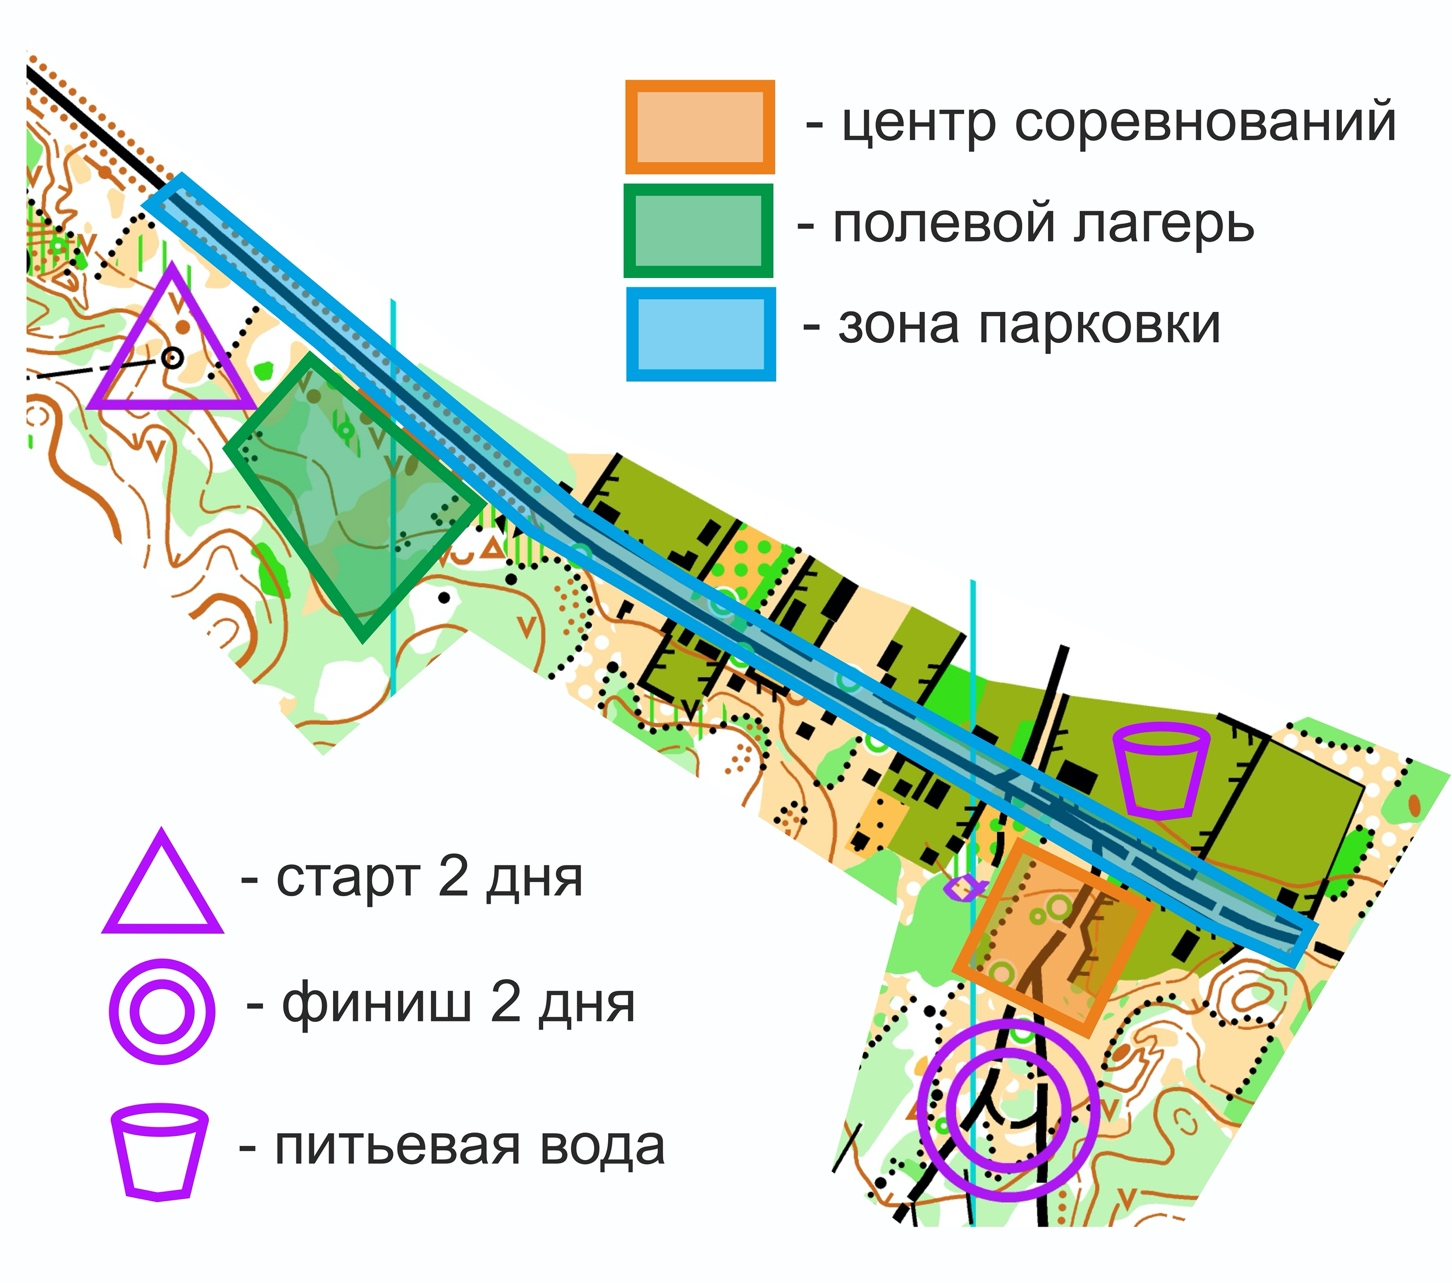 - центр соревнований
- полевой лагерь
- зона парковки
- старт 2 дня
- финиш 2 дня
- питьевая вода